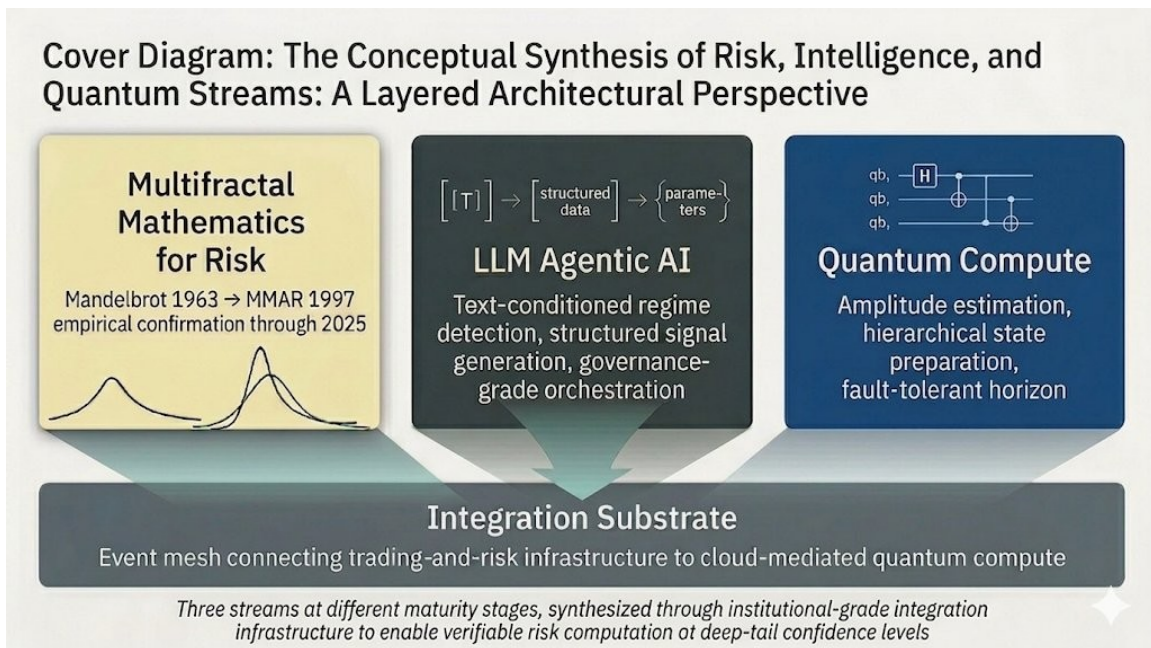 Cover Diagram: The Conceptual Synthesis of Risk, Intelligence, and
Quantum Streams: A Layered Architectural Perspective
Multifractal
Mathematics
for Risk
Mandelbrot 1963 → MMAR 1997
empirical confirmation through 2025
[[T]] → [structured data] → {parame-ters}
LLM Agentic AI
Text-conditioned regime
detection, structured signal
generation, governance-
grade orchestration
qb, H
qb,
qb,
Quantum Compute
Amplitude estimation,
hierarchical state
preparation,
fault-tolerant horizon
Integration Substrate
Event mesh connecting trading-and-risk infrastructure to cloud-mediated quantum compute
Three streams at different maturity stages, synthesized through institutional-grade integration
infrastructure to enable verifiable risk computation ot deep-tail confidence levels